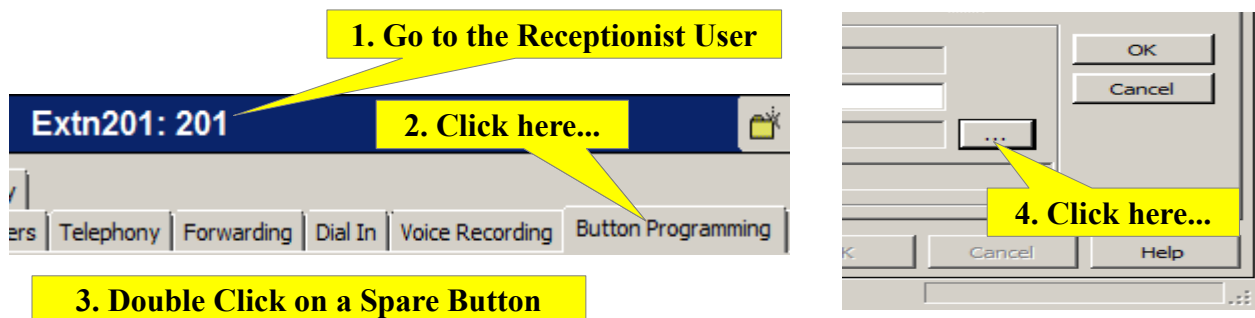 1. Go to the Receptionist User
Extn201: 201
2. Click here...
Telephony Forwarding Dial In Voice Recording Button Programming
3. Double Click on a Spare Button
OK
Cancel
...
4. Click here...
Cancel Help